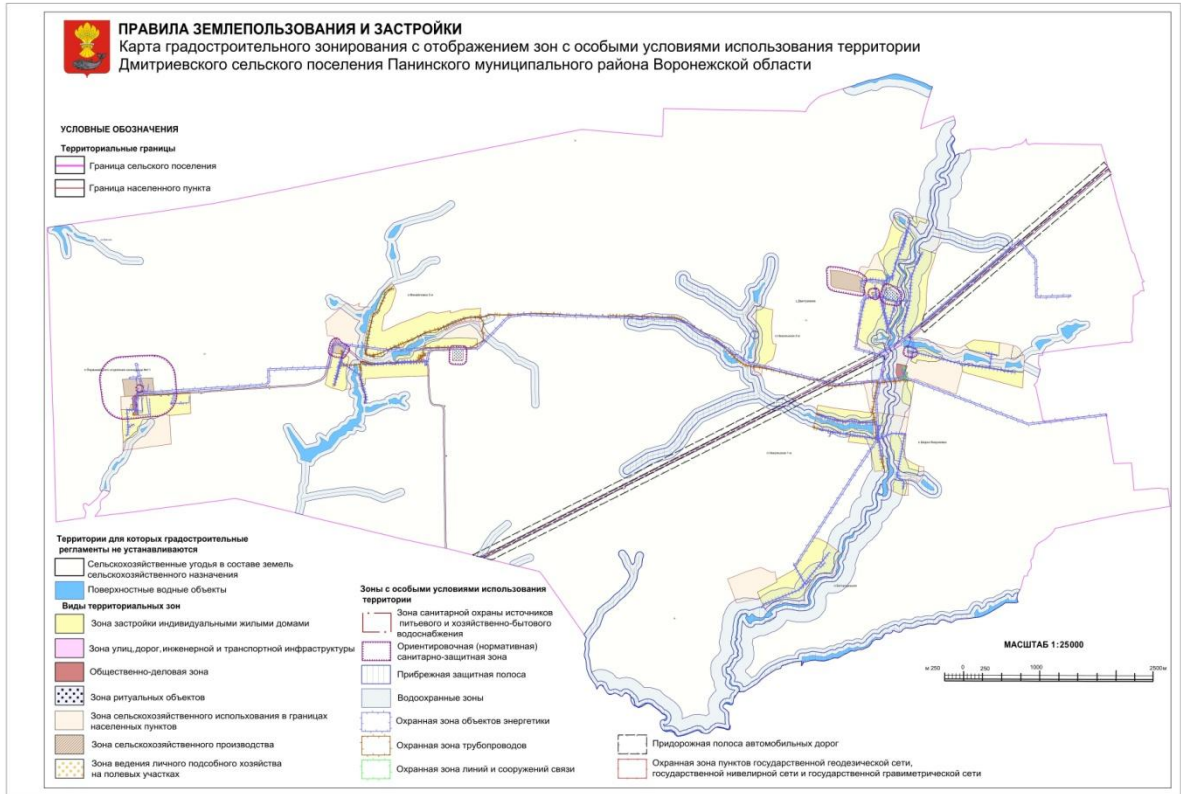 ПРАВИЛА ЗЕМЛЕПОЛЬЗОВАНИЯ И ЗАСТРОЙКИ
Карта градостроительного зонирования с отображением зон с особыми условиями использования территории
Дмитриевского сельского поселения Панинского муниципального района Воронежской области
УСЛОВНЫЕ ОБОЗНАЧЕНИЯ
Территориальные границы
Граница сельского поселения
Граница населенного пункта
Территории для которых градостроительные
регламенты не устанавливаются
Сельскохозяйственные угодья в составе земель
сельскохозяйственного назначения
Поверхностные водные объекты
Виды территориальных зон
Зона застройки индивидуальными жилыми домами
Зона улиц,дорог,инженерной и транспортной инфраструктуры
Общественно-деловая зона
Зона ритуальных объектов
Зона сельскохозяйственного использования в границах
населенных пунктов
Зона сельскохозяйственного производства
Зона ведения личного подсобного хозяйства
на полевых участках
Зоны с особыми условиями использования
территории
Зона санитарной охраны источников
питьевого и хозяйственно-бытового
водоснабжения
Ориентировочная (нормативная)
санитарно-защитная зона
Прибрежная защитная полоса
Водоохранные зоны
Охранная зона объектов энергетики
Охранная зона трубопроводов
Охранная зона линий и сооружений связи
Придорожная полоса автомобильных дорог
Охранная зона пунктов государственной геодезической сети,
государственной нивелирной сети и государственной гравиметрической сети
МАСШТАБ 1:25000
м 250 0 250 1000 2500м